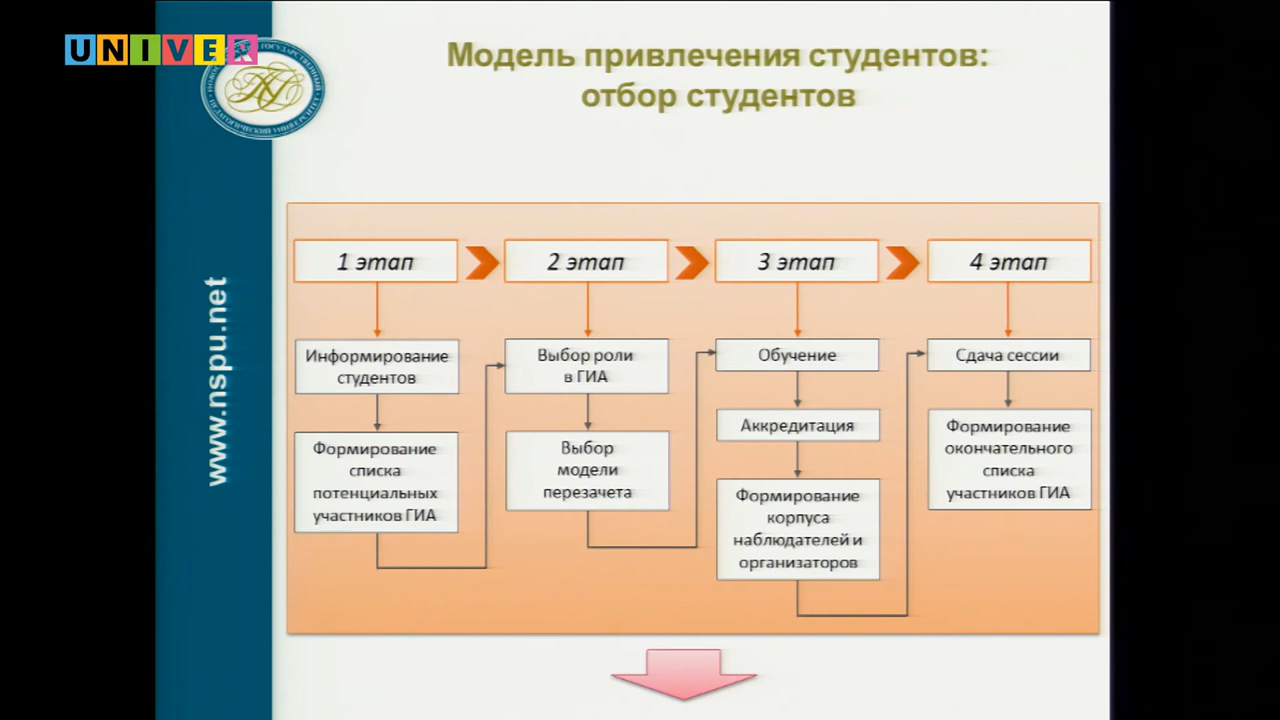 UNIVER
Модель привлечения студентов:
отбор студентов
www.nspu.net
1 этап
2 этап
3 этап
4 этап
Информирование
студентов
Формирование
списка
потенциальных
участников ГИА
Выбор роли
в ГИА
Выбор
модели
перезачета
Обучение
Аккредитация
Формирование
корпуса
наблюдателей и
организаторов
Сдача сессии
Формирование
окончательного
списка
участников ГИА